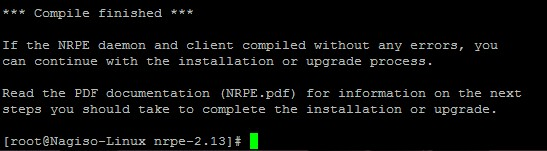 *** Compile finished ***
If the NRPE daemon and client compiled without any errors, you
can continue with the installation or upgrade process.
Read the PDF documentation (NRPE.pdf) for information on the next
steps you should take to complete the installation or upgrade.
[root@Nagiso-Linux nrpe-2.13]#